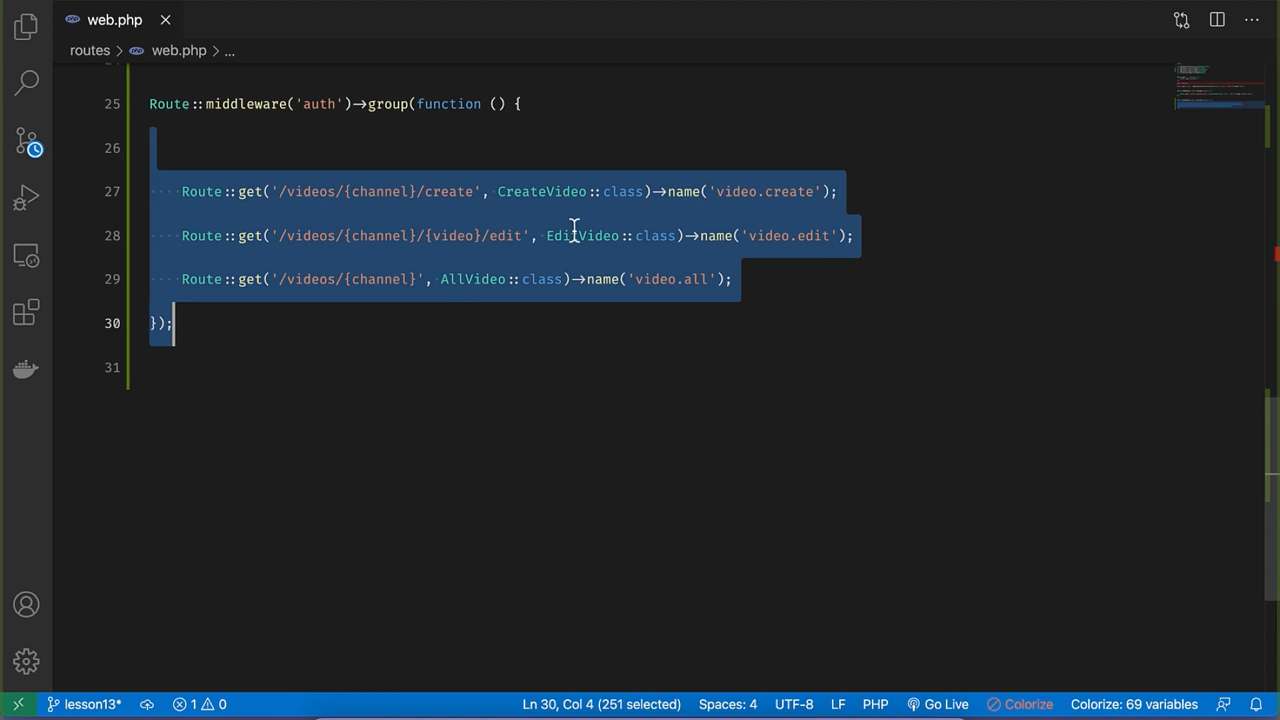 web.php
routes > web.php > ...
24
25 Route::middleware('auth')->group(function () {
26
27 Route::get('/videos/{channel}/create', CreateVideo::class)->name('video.create');
28 Route::get('/videos/{channel}/{video}/edit', EditVideo::class)->name('video.edit');
29 Route::get('/videos/{channel}', AllVideo::class)->name('video.all');
30 });
31
lesson13* 1 0 Ln 30, Col 4 (251 selected) Spaces: 4 UTF-8 LF PHP Go Live Colorize Colorize: 69 variables